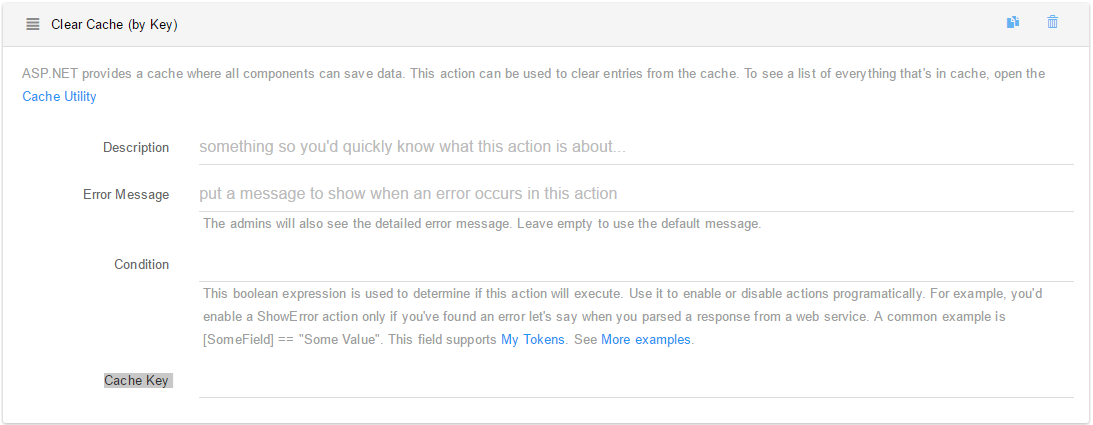 Clear Cache (by Key)
ASP.NET provides a cache where all components can save data. This action can be used to clear entries from the cache. To see a list of everything that's in cache, open the
Cache Utility
Description
something so you'd quickly know what this action is about...
Error Message
put a message to show when an error occurs in this action
The admins will also see the detailed error message. Leave empty to use the default message.
Condition
This boolean expression is used to determine if this action will execute. Use it to enable or disable actions programatically. For example, you'd
enable a ShowError action only if you've found an error let's say when you parsed a response from a web service. A common example is
[SomeField] == "Some Value". This field supports My Tokens. See More examples.
Cache Key